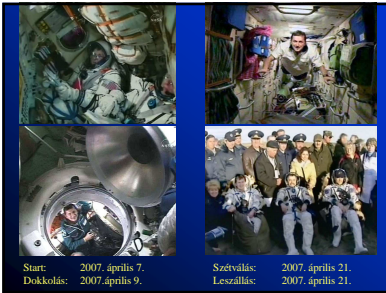 Start: 2007. április 7.
Dokkolás: 2007.április 9.
Szétválás: 2007. április 21.
Leszállás: 2007. április 21.